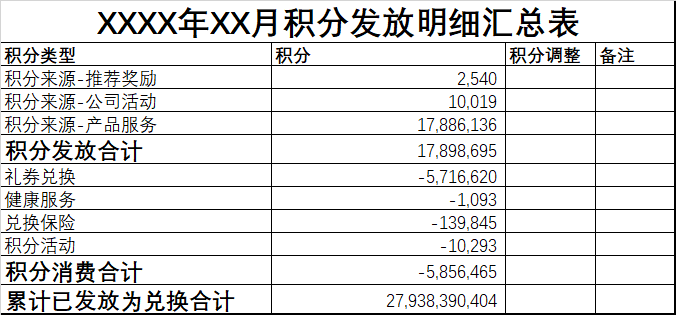 XXXX年XX月积分发放明细汇总表
积分类型 积分 积分调整 备注
积分来源-推荐奖励 2,540
积分来源-公司活动 10,019
积分来源-产品服务 17,886,136
积分发放合计 17,898,695
礼券兑换 -5,716,620
健康服务 -1,093
兑换保险 -139,845
积分活动 -10,293
积分消费合计 -5,856,465
累计已发放为兑换合计 27,938,390,404